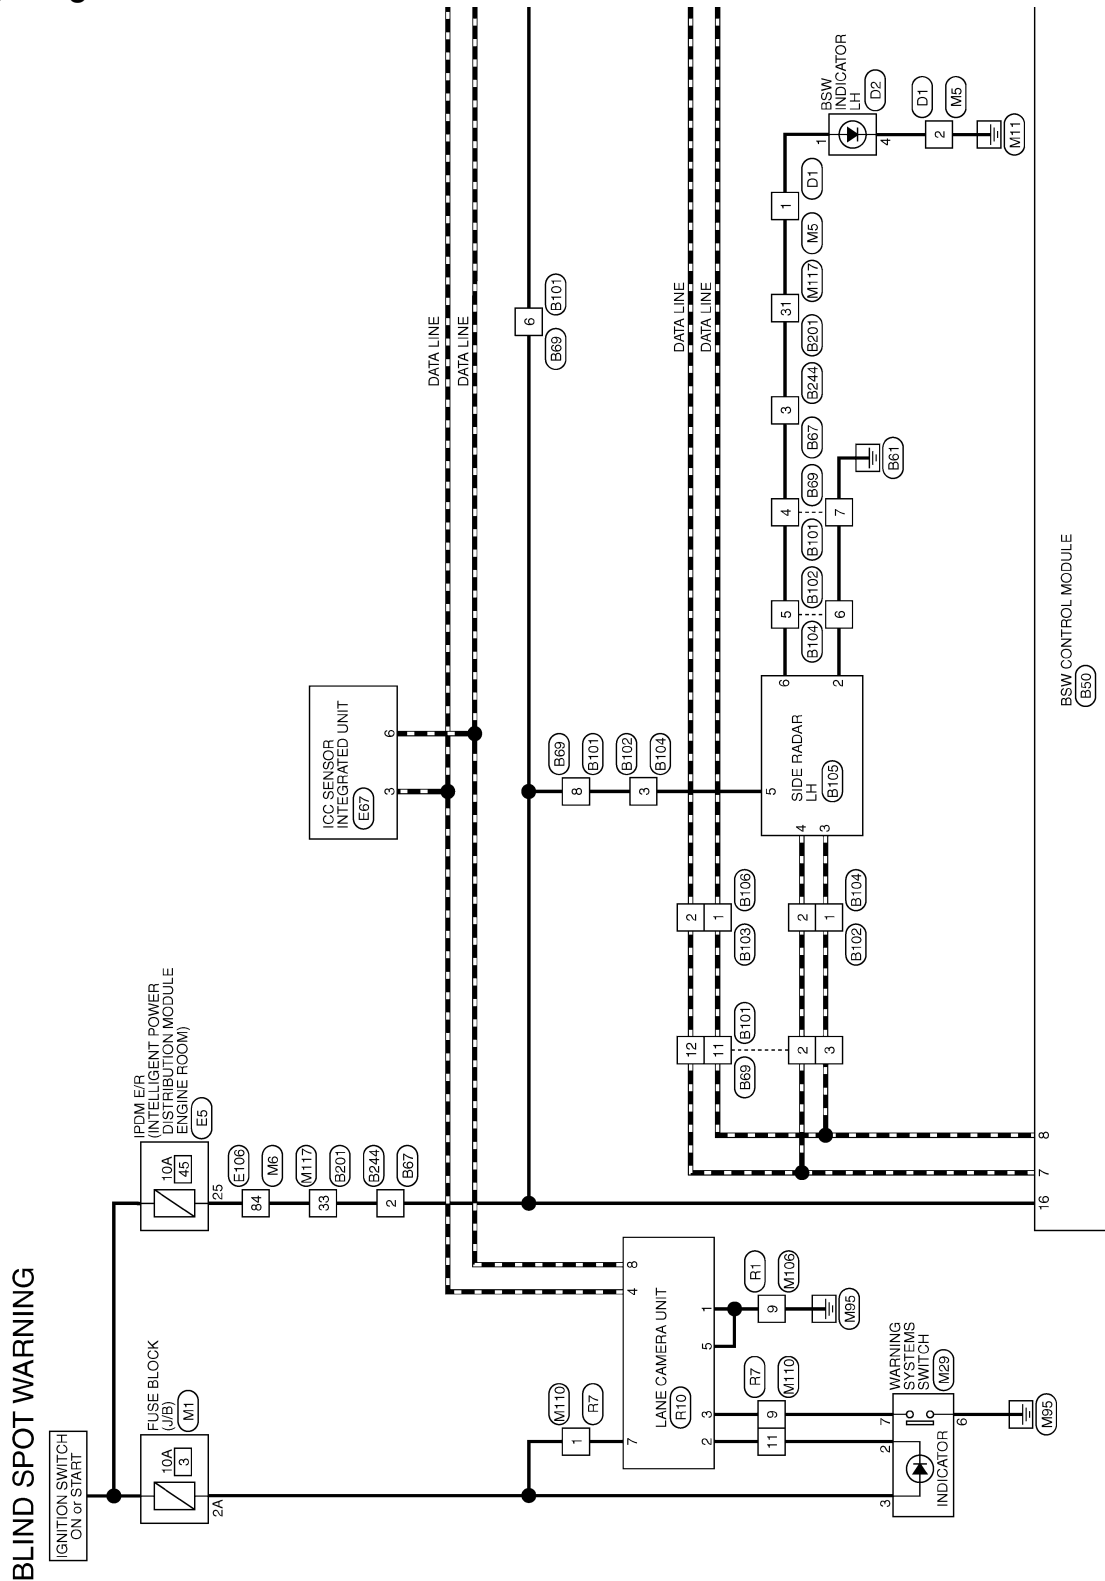 BLIND SPOT WARNING
IGNITION SWITCH
ON or START
FUSE BLOCK
(J/B)
M1
10A
3
2A
IPDM E/R
(INTELLIGENT POWER
DISTRIBUTION MODULE
ENGINE ROOM)
E5
10A
45
25
84
E106
M6
33
M117
B201
2
B244
B67
ICC SENSOR
INTEGRATED UNIT
E67
3
6
DATA LINE
DATA LINE
6
B69
B101
8
B69
B101
3
B102
B104
DATA LINE
DATA LINE
1
M110
R7
LANE CAMERA UNIT
R10
7
4
8
2
3
5
1
11
9
R7
M110
9
R1
M106
M95
WARNING
SYSTEMS
SWITCH
M29
3
2
7
6
INDICATOR
M95
12
11
B69
B101
2
3
2
1
B103
B106
2
1
B102
B104
SIDE RADAR
LH
B105
5
4
3
6
2
5
6
B104
B102
4
7
B101
B69
B61
3
B67
B244
31
B201
M117
1
M5
D1
BSW
INDICATOR
LH
D2
1
4
2
D1
M5
M11
16
7
8
BSW CONTROL MODULE
B50